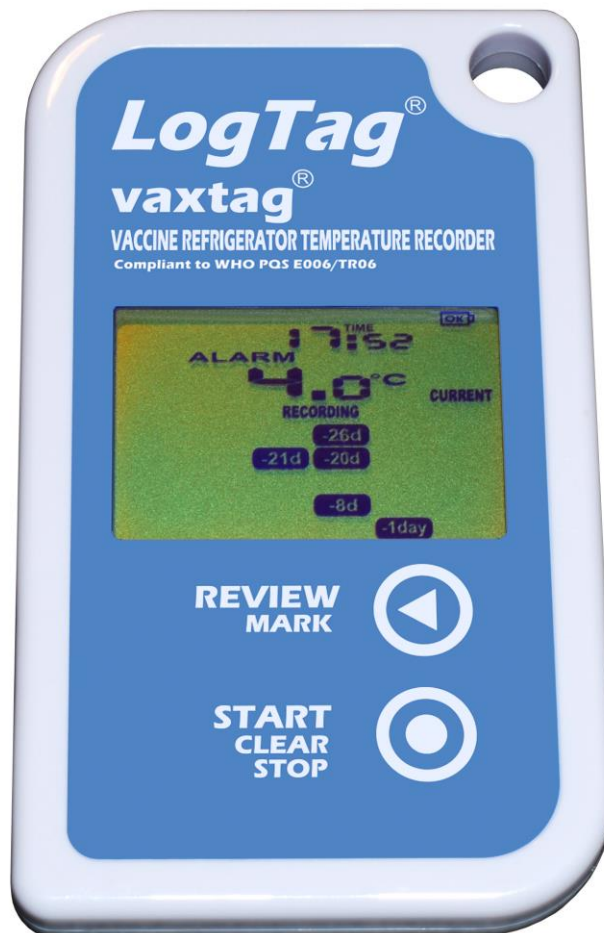 LogTag®
vaxtag®
VACCINE REFRIGERATOR TEMPERATURE RECORDER
Compliant to WHO PQS E006/TR06
OK
TIME
17:52
ALARM
4.0°C
CURRENT
RECORDING
-26d
-21d -20d
-8d
-1day
REVIEW
MARK
START
CLEAR
STOP